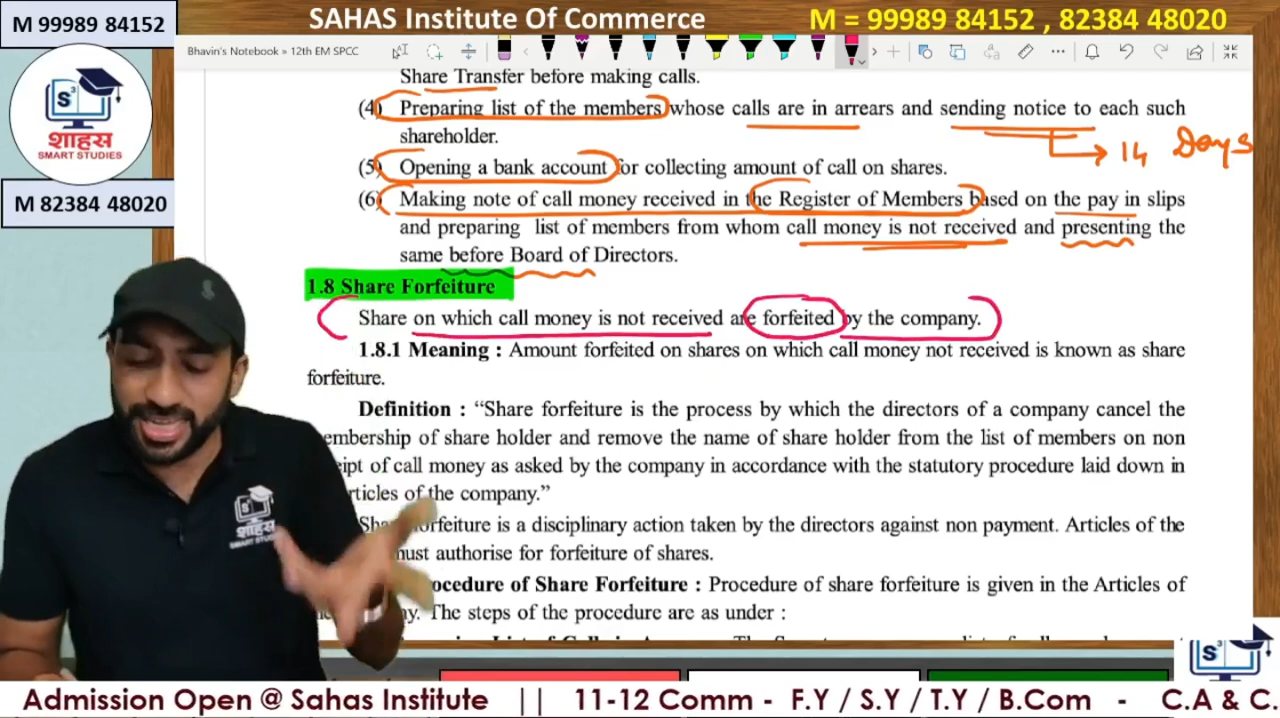 SAHAS Institute Of Commerce
M = 99989 84152 , 82384 48020
M 99989 84152
Bhavin's Notebook » 12th EM SPCC
S³
शाहस
SMART STUDIES
M 82384 48020
Share Transfer before making calls.
(4) Preparing list of the members whose calls are in arrears and sending notice to each such
shareholder.
14 Days
(5) Opening a bank account for collecting amount of call on shares.
(6) Making note of call money received in the Register of Members based on the pay in slips
and preparing list of members from whom call money is not received and presenting the
same before Board of Directors.
1.8 Share Forfeiture
Share on which call money is not received are forfeited by the company.
1.8.1 Meaning : Amount forfeited on shares on which call money not received is known as share
forfeiture.
Definition : “Share forfeiture is the process by which the directors of a company cancel the
membership of share holder and remove the name of share holder from the list of members on non
receipt of call money as asked by the company in accordance with the statutory procedure laid down in
articles of the company.”
Share forfeiture is a disciplinary action taken by the directors against non payment. Articles of the
must authorise for forfeiture of shares.
Procedure of Share Forfeiture : Procedure of share forfeiture is given in the Articles of
The steps of the procedure are as under :
S³
शाहस
SMART STUDIES
S³
Admission Open @ Sahas Institute || 11-12 Comm - F.Y / S.Y / T.Y / B.Com - C.A & C.